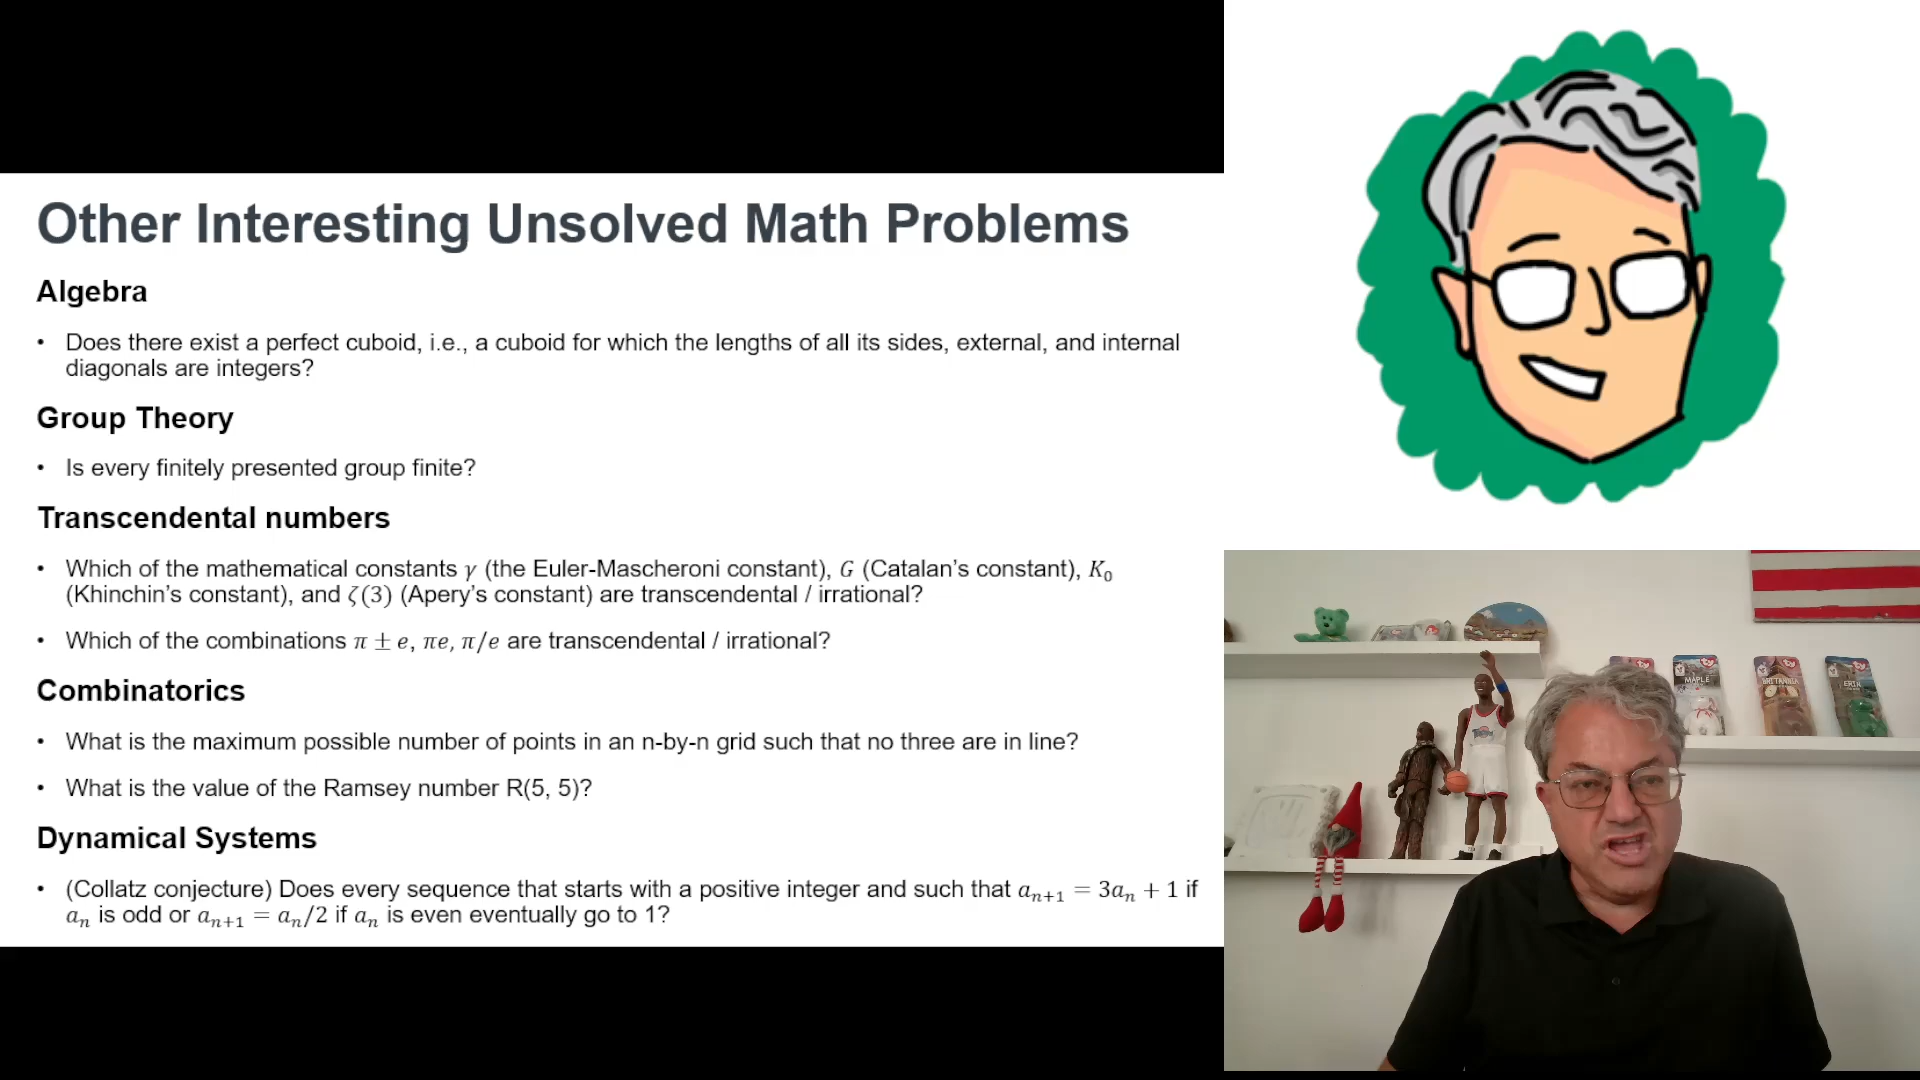 Other Interesting Unsolved Math Problems
Algebra
• Does there exist a perfect cuboid, i.e., a cuboid for which the lengths of all its sides, external, and internal
diagonals are integers?
Group Theory
• Is every finitely presented group finite?
Transcendental numbers
• Which of the mathematical constants γ (the Euler-Mascheroni constant), G (Catalan’s constant), K₀
(Khinchin’s constant), and ζ(3) (Apery’s constant) are transcendental / irrational?
• Which of the combinations π ± e, πe, π/e are transcendental / irrational?
Combinatorics
• What is the maximum possible number of points in an n-by-n grid such that no three are in line?
• What is the value of the Ramsey number R(5, 5)?
Dynamical Systems
• (Collatz conjecture) Does every sequence that starts with a positive integer and such that aₙ₊₁ = 3aₙ + 1 if
aₙ is odd or aₙ₊₁ = aₙ/2 if aₙ is even eventually go to 1?
ty
ty
ty
ty
MAPLE
BRITANNIA
ERIN